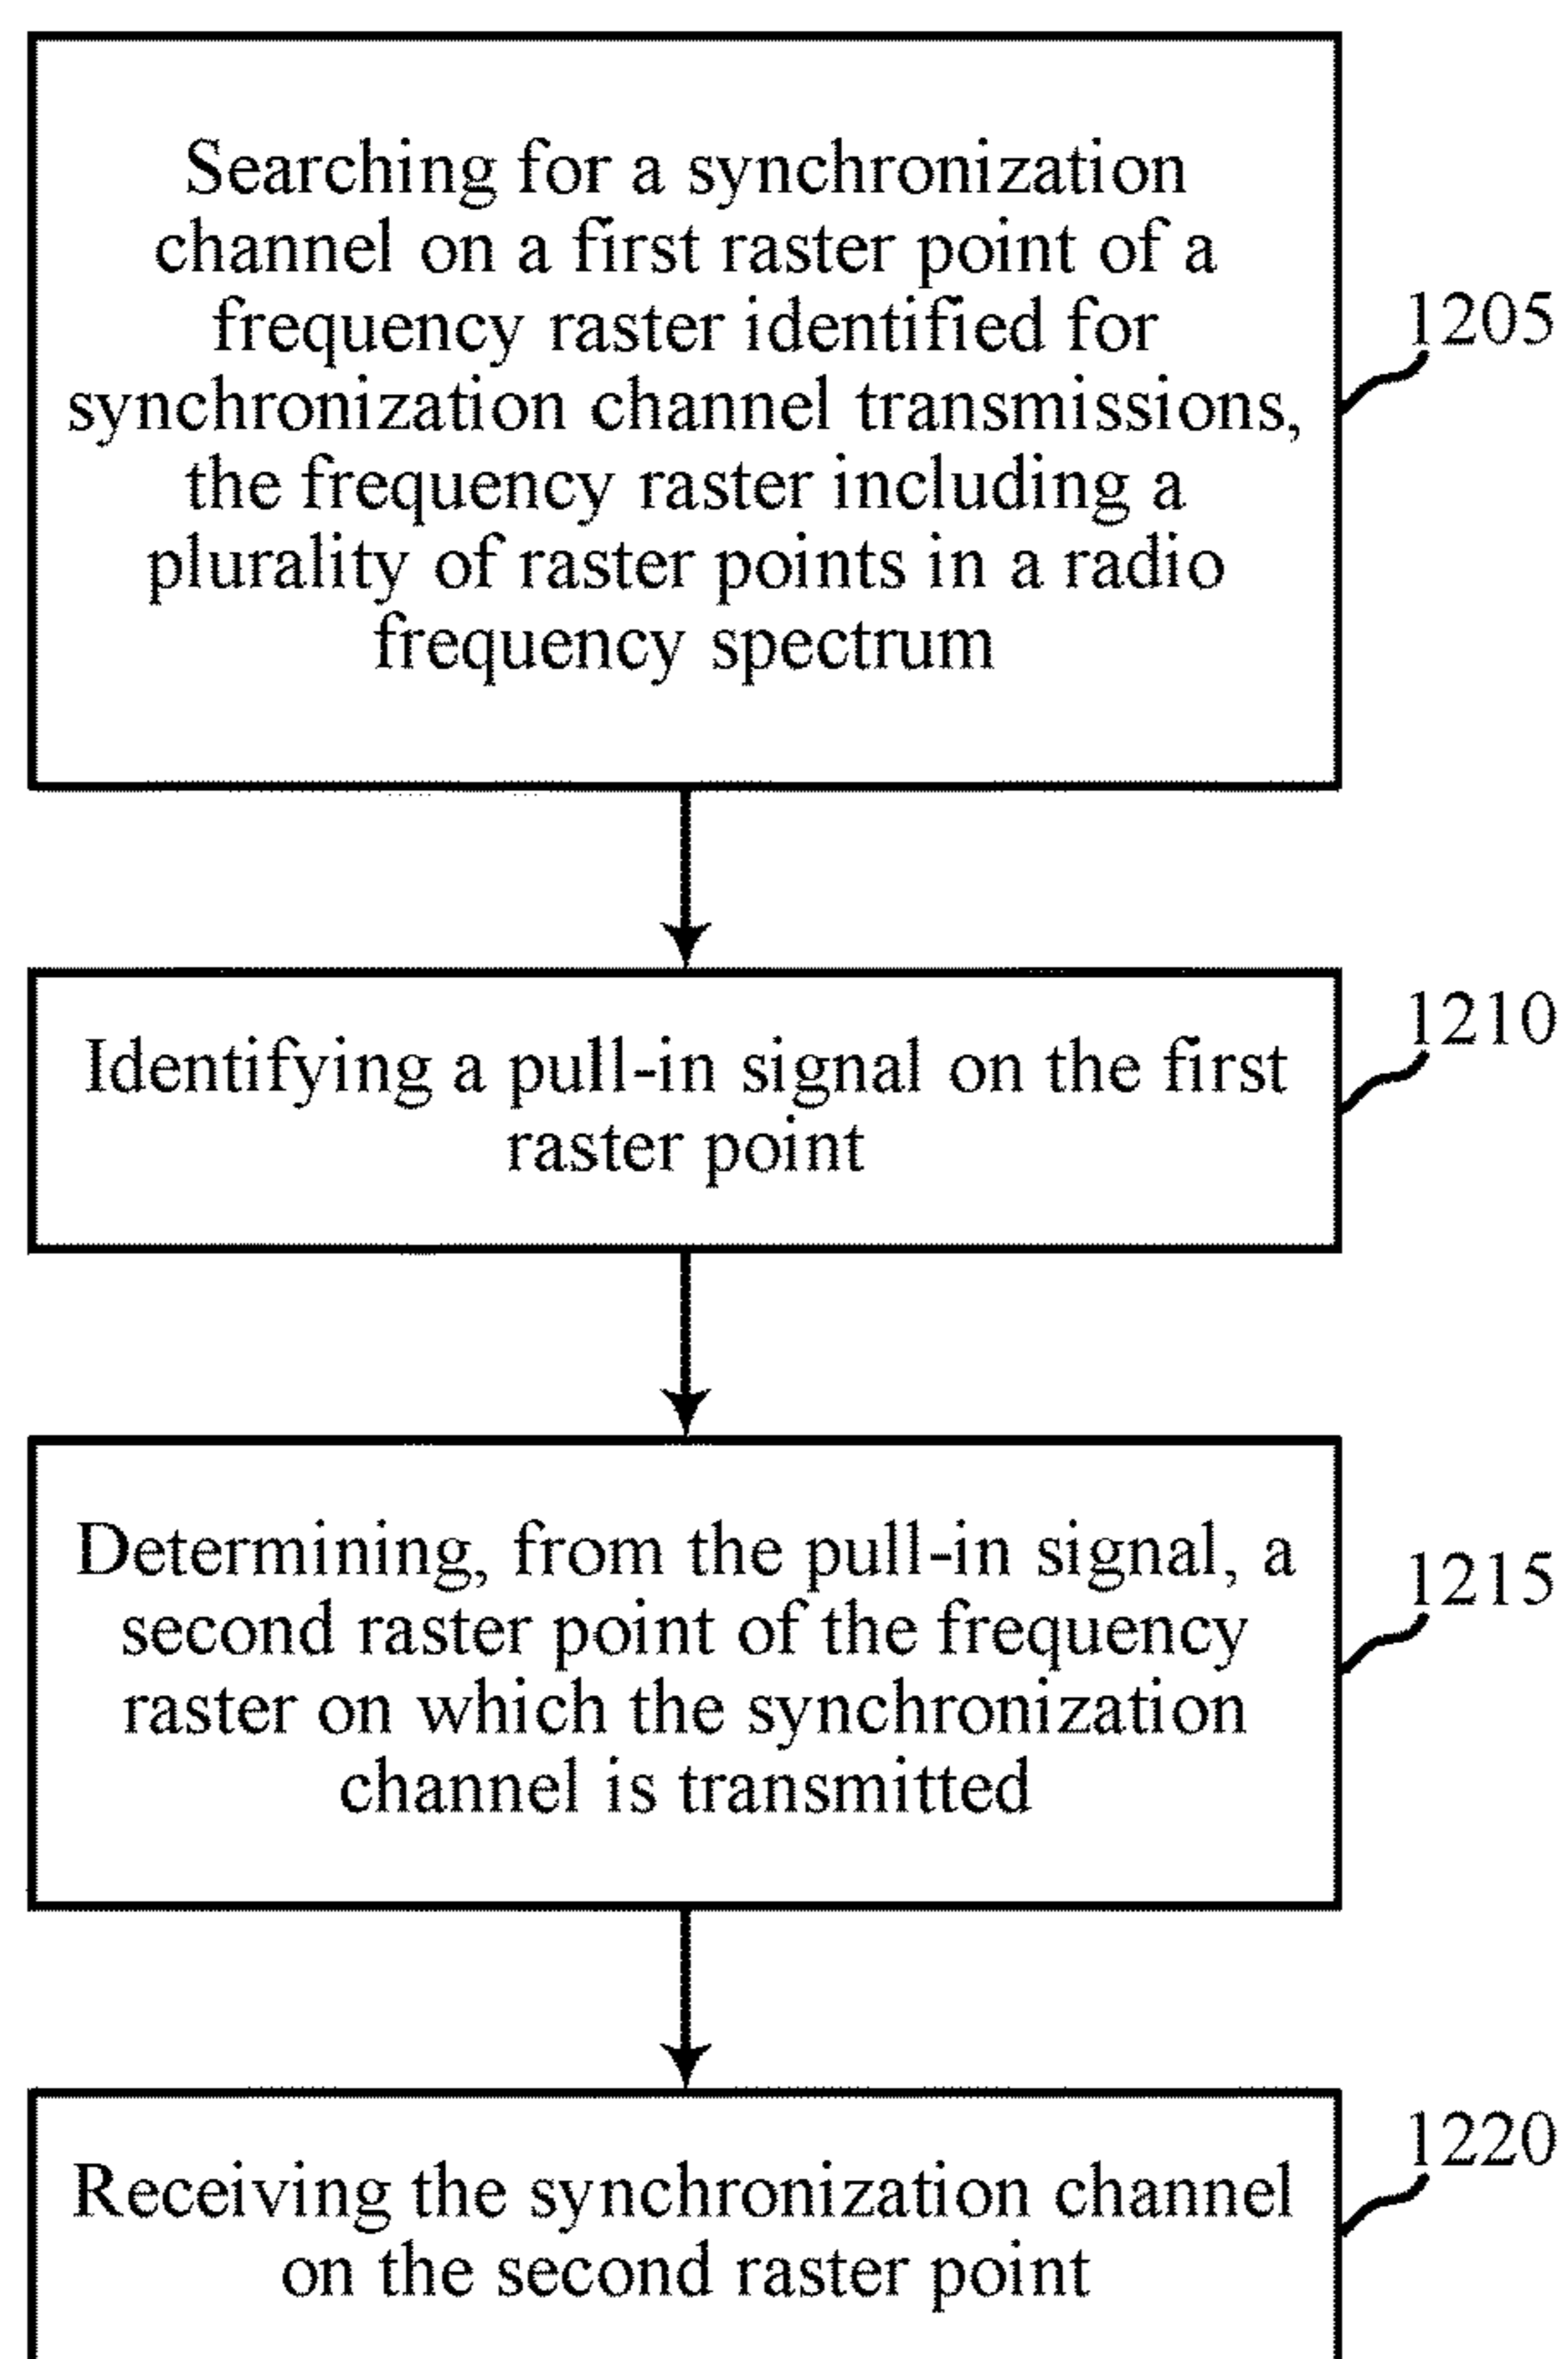 Searching for a synchronization
channel on a first raster point of a
frequency raster identified for
synchronization channel transmissions,
the frequency raster including a
plurality of raster points in a radio
frequency spectrum
1205
Identifying a pull-in signal on the first
raster point
1210
Determining, from the pull-in signal, a
second raster point of the frequency
raster on which the synchronization
channel is transmitted
1215
Receiving the synchronization channel
on the second raster point
1220